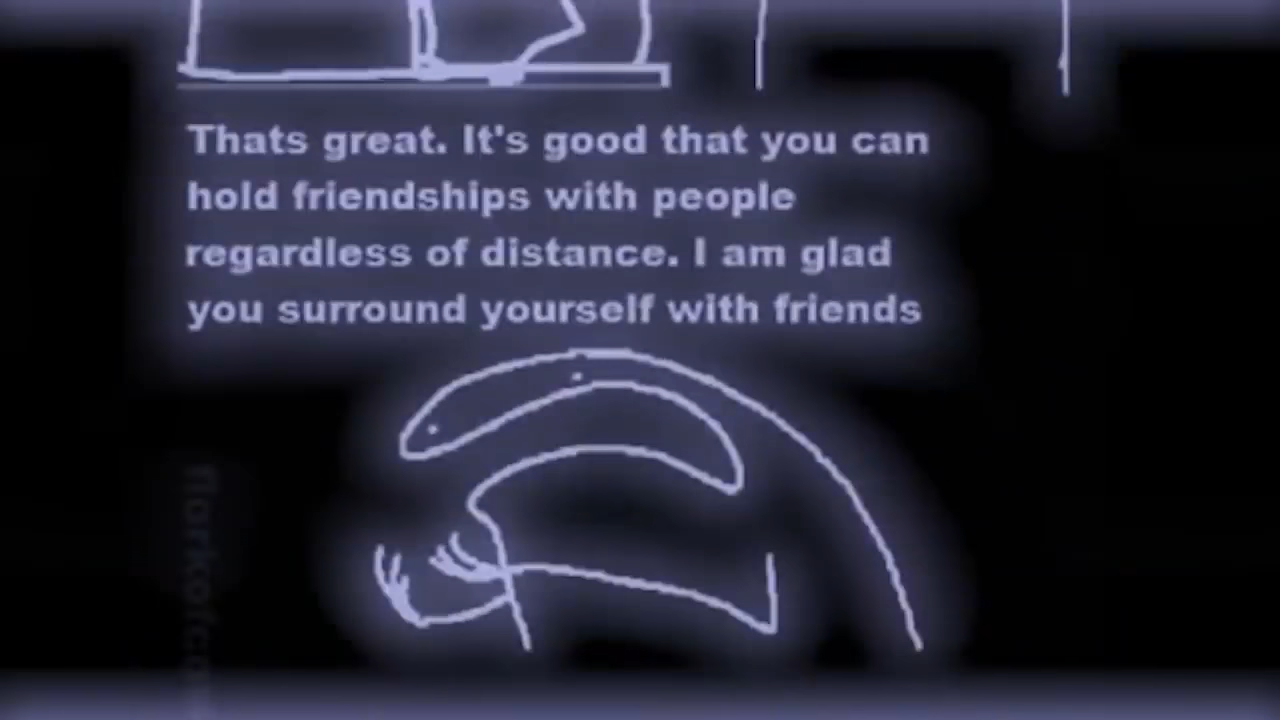 Thats great. It's good that you can
hold friendships with people
regardless of distance. I am glad
you surround yourself with friends